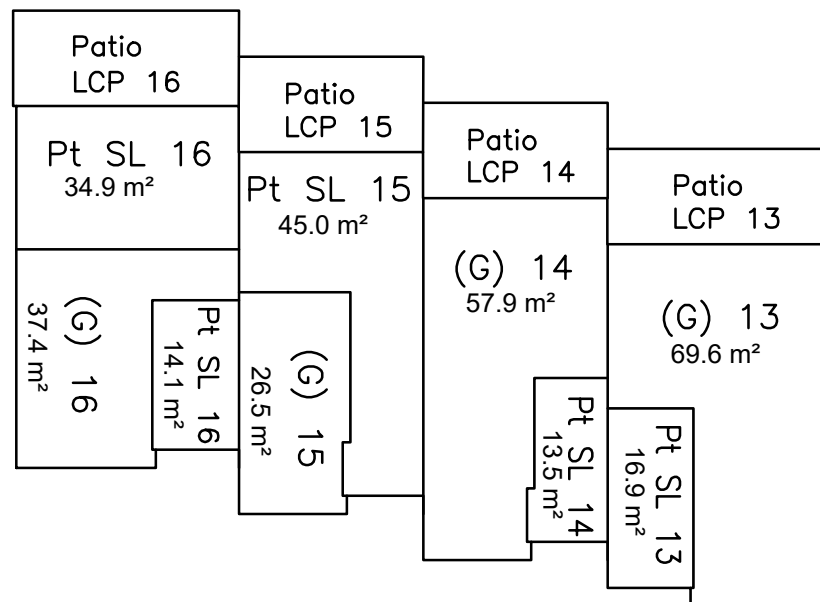 Patio
LCP 16
Pt SL 16
34.9 m²
(G) 16
37.4 m²
Pt SL 16
14.1 m²
Patio
LCP 15
Pt SL 15
45.0 m²
(G) 15
26.5 m²
Patio
LCP 14
(G) 14
57.9 m²
Pt SL 14
13.5 m²
Patio
LCP 13
(G) 13
69.6 m²
Pt SL 13
16.9 m²